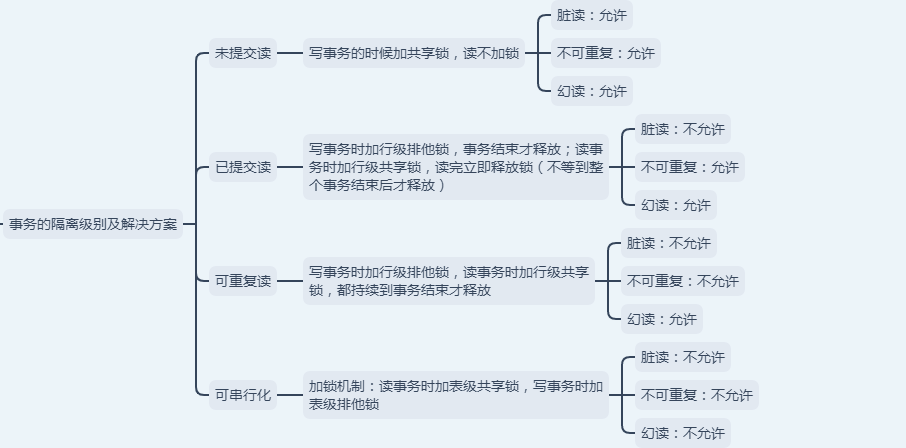 事务的隔离级别及解决方案
未提交读
写事务的时候加共享锁，读不加锁
脏读：允许
不可重复：允许
幻读：允许
已提交读
写事务时加行级排他锁，事务结束才释放；读事
务时加行级共享锁，读完立即释放锁（不等到整
个事务结束后才释放）
脏读：不允许
不可重复：允许
幻读：允许
可重复读
写事务时加行级排他锁，读事务时加行级共享
锁，都持续到事务结束才释放
脏读：不允许
不可重复：不允许
幻读：允许
可串行化
加锁机制：读事务时加表级共享锁，写事务时加
表级排他锁
脏读：不允许
不可重复：不允许
幻读：不允许